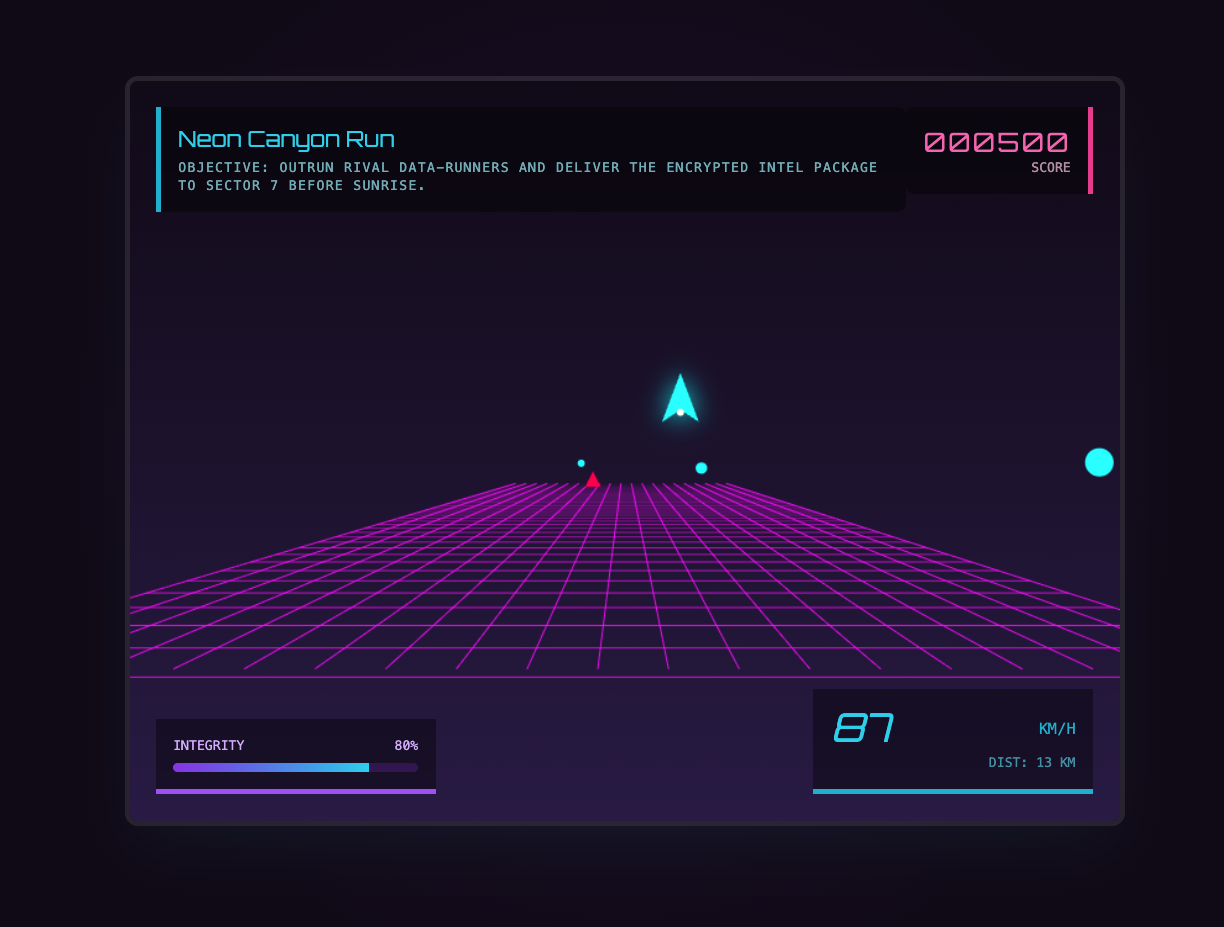 Neon Canyon Run
OBJECTIVE: OUTRUN RIVAL DATA-RUNNERS AND DELIVER THE ENCRYPTED INTEL PACKAGE
TO SECTOR 7 BEFORE SUNRISE.
000500
SCORE
INTEGRITY 80%
87 KM/H
DIST: 13 KM